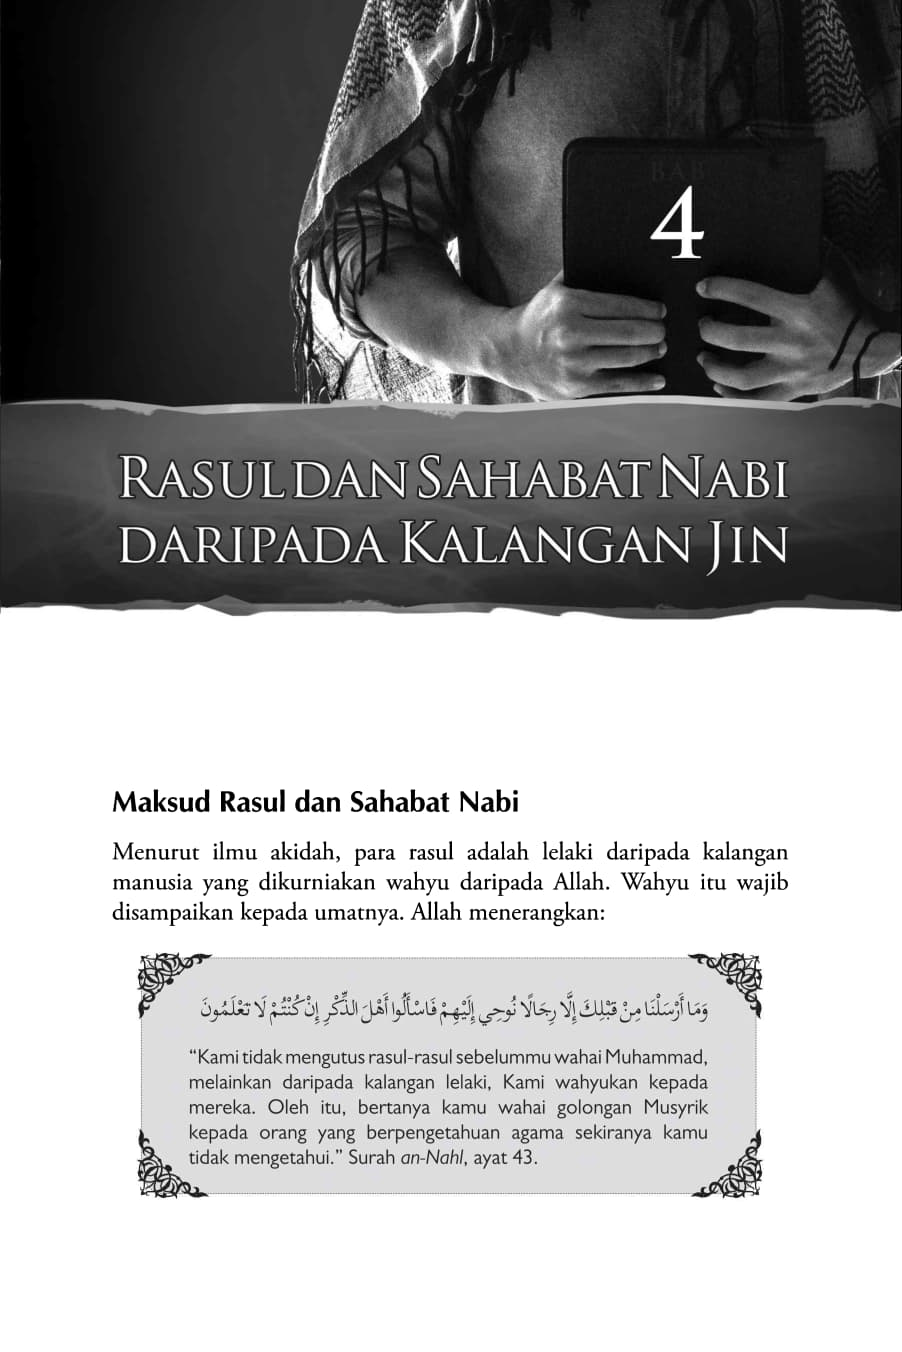 BAB
4
RASUL DAN SAHABAT NABI
DARIPADA KALANGAN JIN
Maksud Rasul dan Sahabat Nabi
Menurut ilmu akidah, para rasul adalah lelaki daripada kalangan
manusia yang dikurniakan wahyu daripada Allah. Wahyu itu wajib
disampaikan kepada umatnya. Allah menerangkan:
وَمَا أَرْسَلْنَا مِنْ قَبْلِكَ إِلَّا رِجَالًا نُوحِي إِلَيْهِمْ فَاسْأَلُوا أَهْلَ الذِّكْرِ إِنْ كُنْتُمْ لَا تَعْلَمُونَ
“Kami tidak mengutus rasul-rasul sebelummu wahai Muhammad,
melainkan daripada kalangan lelaki, Kami wahyukan kepada
mereka. Oleh itu, bertanya kamu wahai golongan Musyrik
kepada orang yang berpengetahuan agama sekiranya kamu
tidak mengetahui.” Surah an-Nahl, ayat 43.